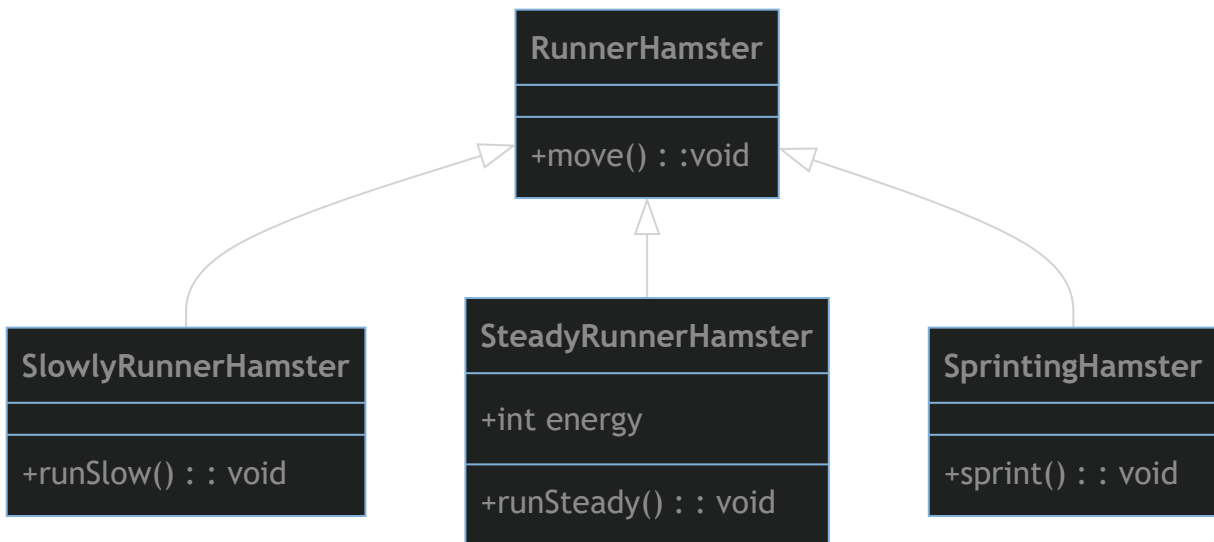 RunnerHamster
+move() : :void
SlowlyRunnerHamster
+runSlow() : : void
SteadyRunnerHamster
+int energy
+runSteady() : : void
SprintingHamster
+sprint() : : void